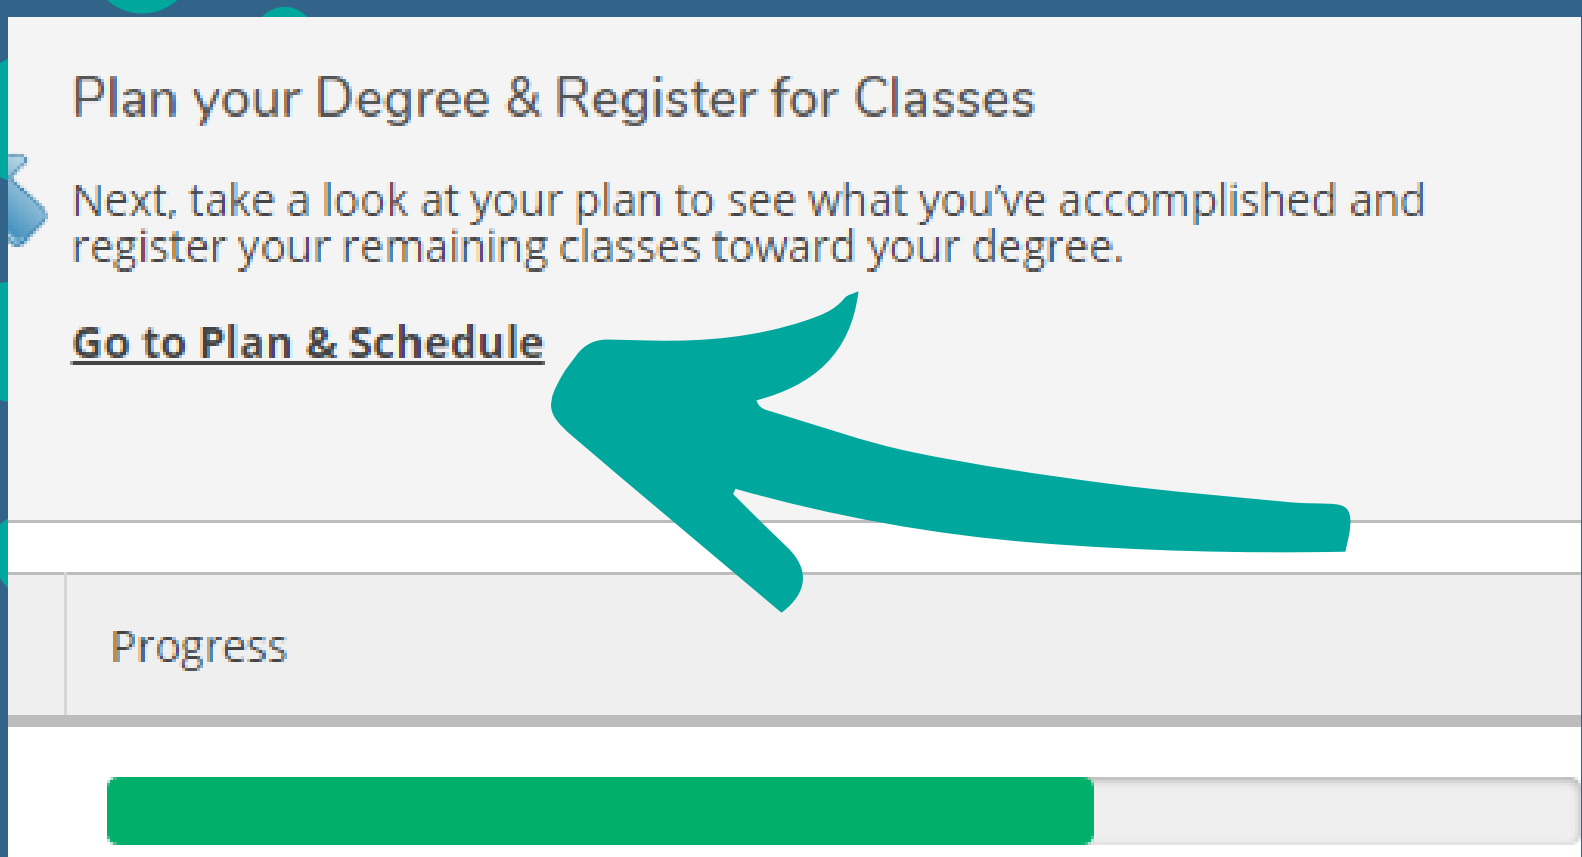 Plan your Degree & Register for Classes
Next, take a look at your plan to see what you've accomplished and
register your remaining classes toward your degree.
Go to Plan & Schedule
Progress